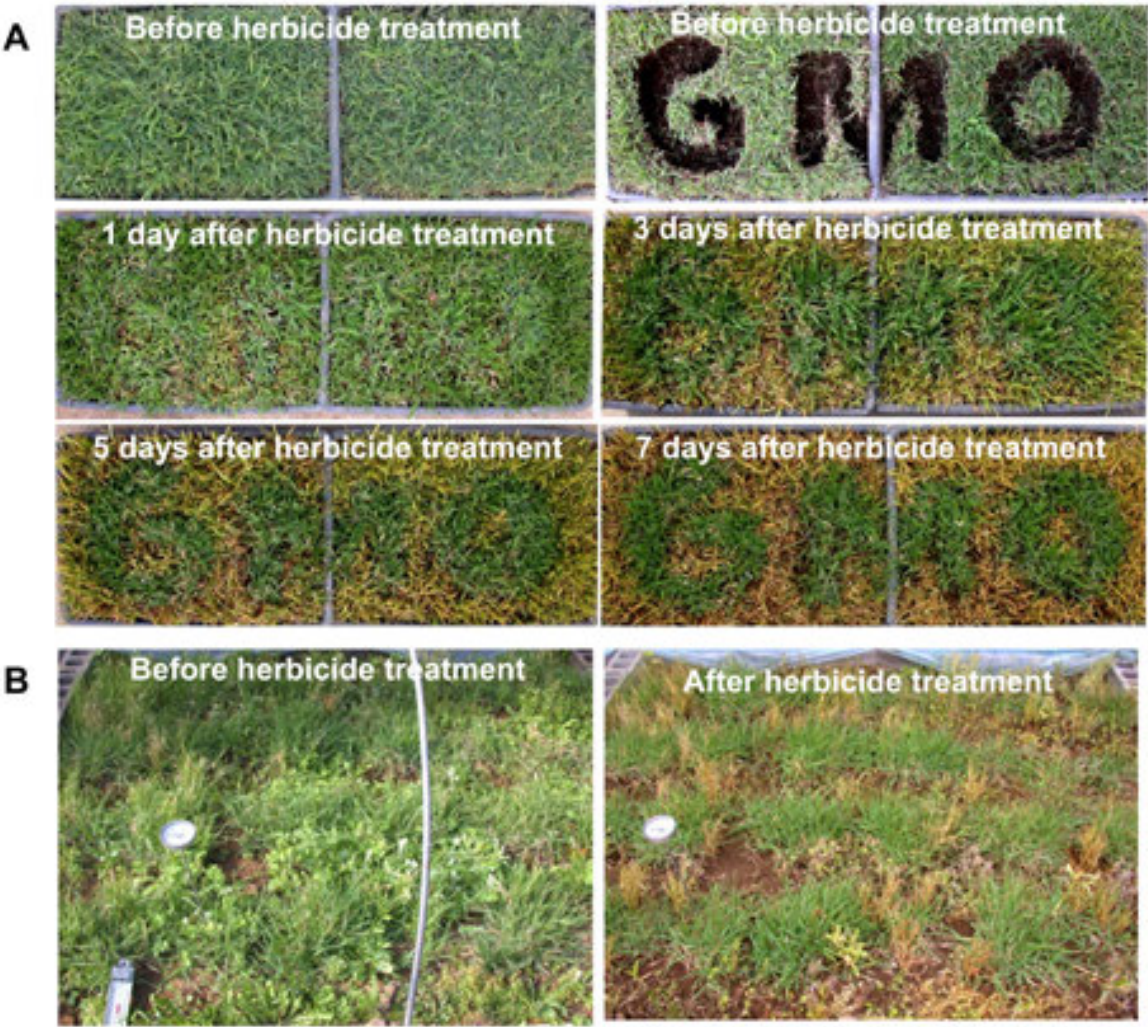 A
Before herbicide treatment
Before herbicide treatment
GMO
1 day after herbicide treatment
3 days after herbicide treatment
5 days after herbicide treatment
7 days after herbicide treatment
B
Before herbicide treatment
After herbicide treatment